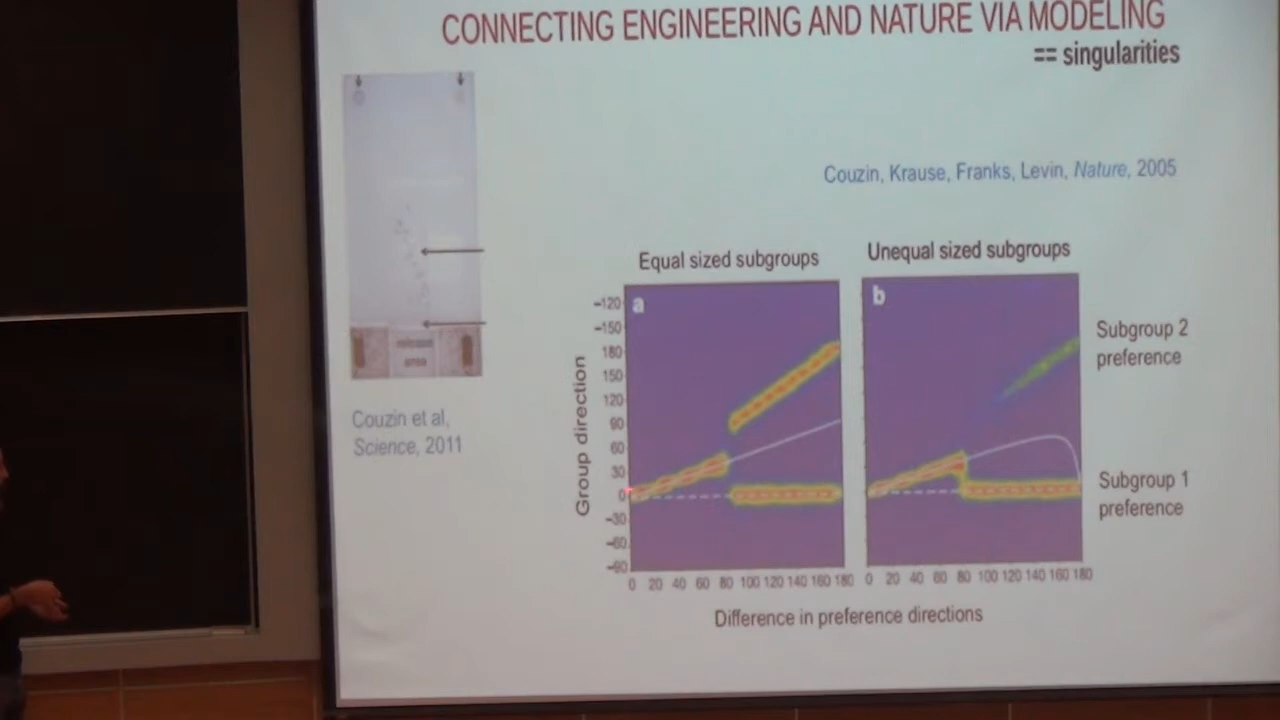 CONNECTING ENGINEERING AND NATURE VIA MODELING
== singularities
Couzin, Krause, Franks, Levin, Nature, 2005
release
area
Couzin et al,
Science, 2011
Equal sized subgroups
Unequal sized subgroups
a
b
Group direction
-120
-150
180
150
120
60
60
30
0
-30
-60
-90
0 20 40 60 80 100 120 140 160 180
0 20 40 60 80 100 120 140 160 180
Difference in preference directions
Subgroup 2
preference
Subgroup 1
preference